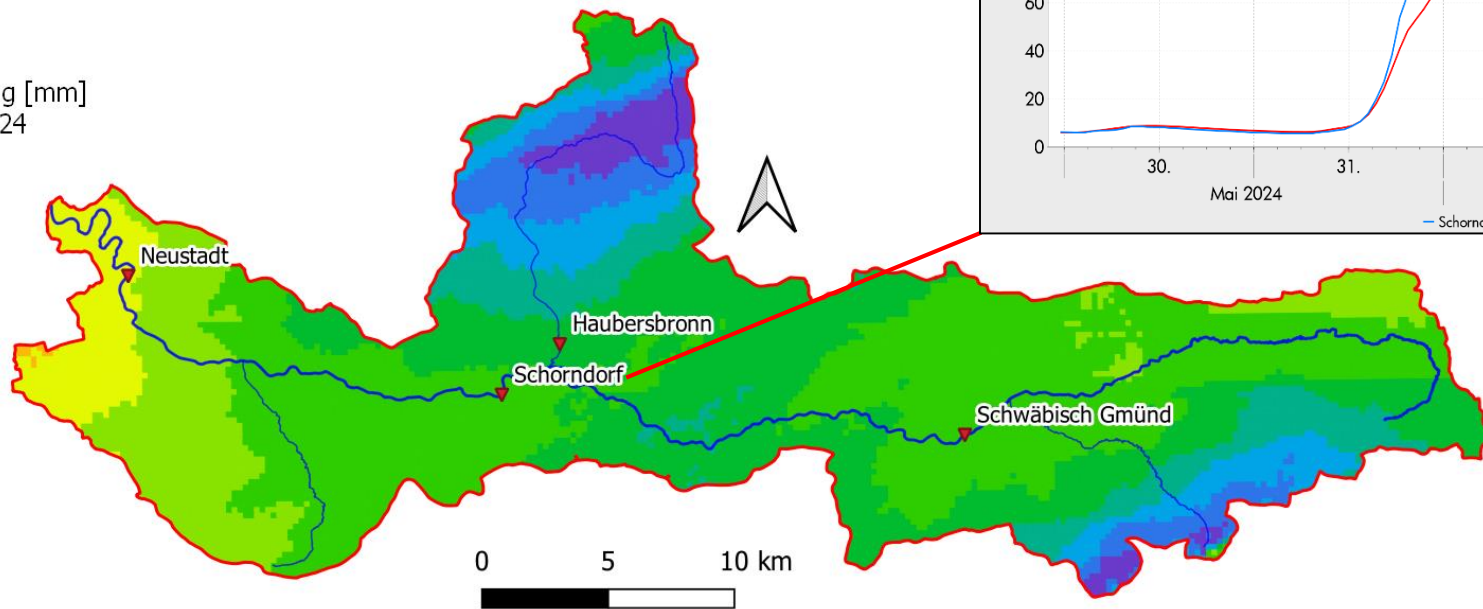 g [mm]
24
60
40
20
0
30.
31.
Mai 2024
Schornd
Neustadt
Haubersbronn
Schorndorf
Schwäbisch Gmünd
0 5 10 km